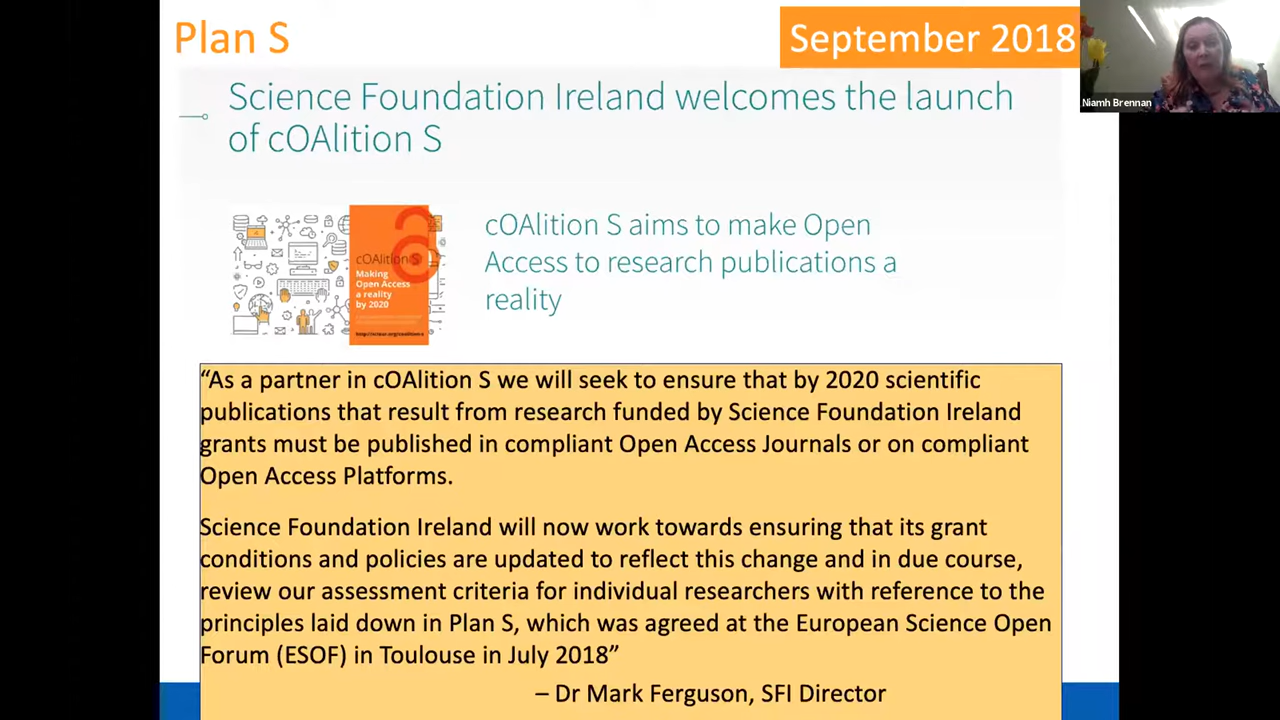 Plan S
September 2018
Niamh Brennan
Science Foundation Ireland welcomes the launch
of cOAlition S
cOAlition S
Making
Open Access
a reality
by 2020
cOAlition S aims to make Open
Access to research publications a
reality
“As a partner in cOAlition S we will seek to ensure that by 2020 scientific
publications that result from research funded by Science Foundation Ireland
grants must be published in compliant Open Access Journals or on compliant
Open Access Platforms.
Science Foundation Ireland will now work towards ensuring that its grant
conditions and policies are updated to reflect this change and in due course,
review our assessment criteria for individual researchers with reference to the
principles laid down in Plan S, which was agreed at the European Science Open
Forum (ESOF) in Toulouse in July 2018”
– Dr Mark Ferguson, SFI Director